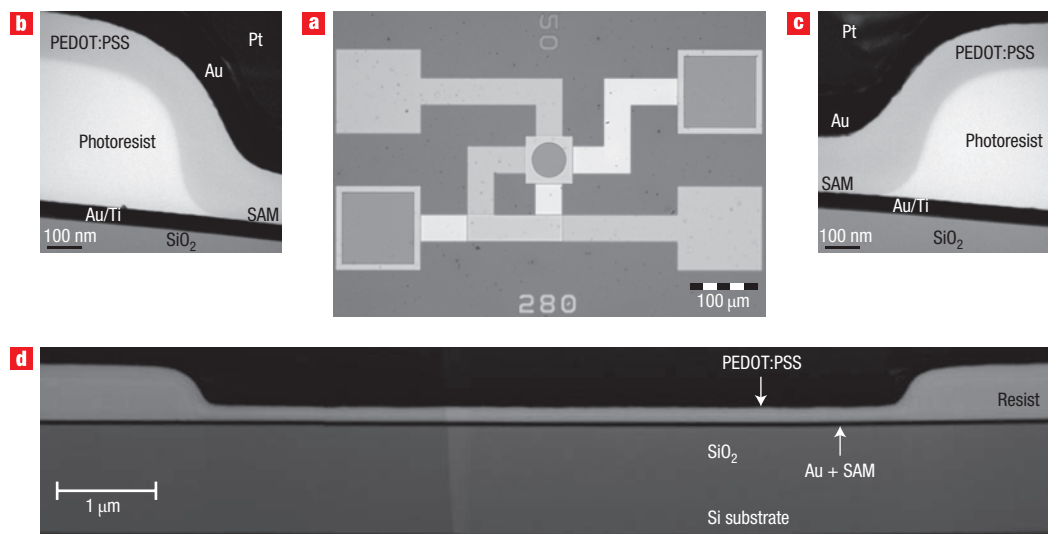 b
PEDOT:PSS
Pt
Au
Photoresist
Au/Ti
SAM
100 nm
SiO₂
a
50
280
100 μm
c
Pt
PEDOT:PSS
Au
Photoresist
SAM
Au/Ti
100 nm
SiO₂
d
PEDOT:PSS
Resist
SiO₂
Au + SAM
1 μm
Si substrate